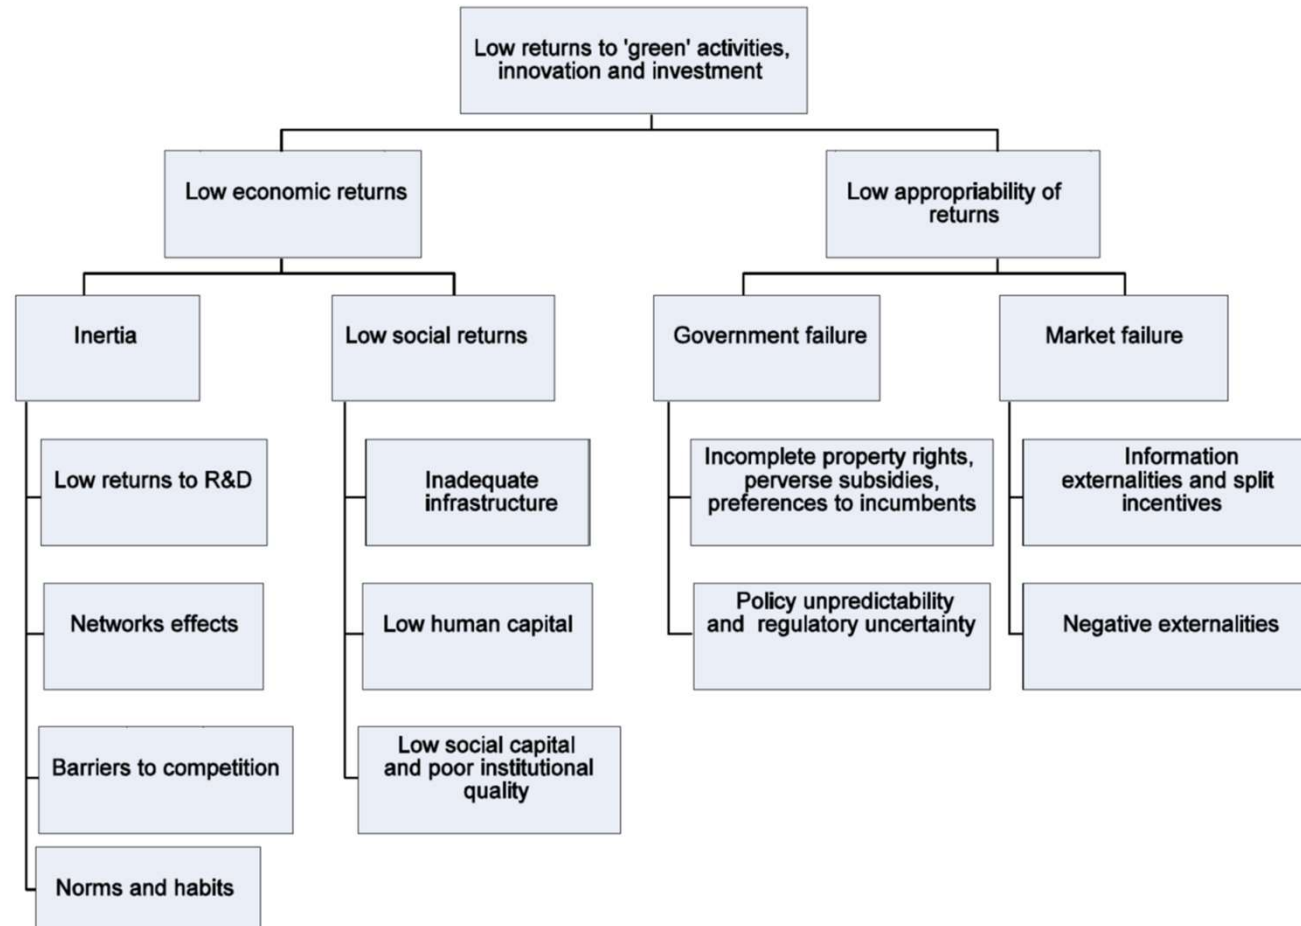 Low returns to 'green' activities,
innovation and investment
Low economic returns
Low appropriability of
returns
Inertia
Low social returns
Government failure
Market failure
Low returns to R&D
Inadequate
infrastructure
Incomplete property rights,
perverse subsidies,
preferences to incumbents
Information
externalities and split
incentives
Networks effects
Low human capital
Policy unpredictability
and regulatory uncertainty
Negative externalities
Barriers to competition
Low social capital
and poor institutional
quality
Norms and habits